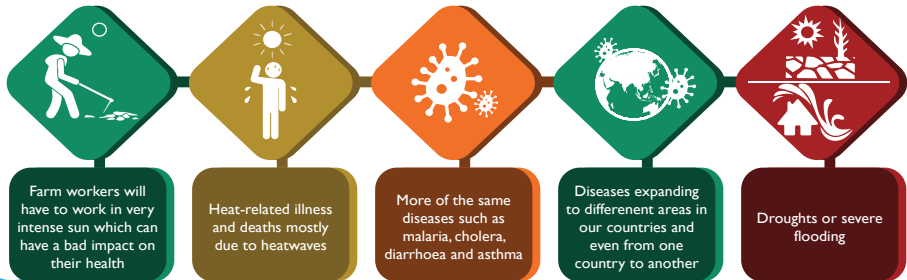 Farm workers will
have to work in very
intense sun which can
have a bad impact on
their health
Heat-related illness
and deaths mostly
due to heatwaves
More of the same
diseases such as
malaria, cholera,
diarrhoea and asthma
Diseases expanding
to differenent areas in
our countries and
even from one
country to another
Droughts or severe
flooding